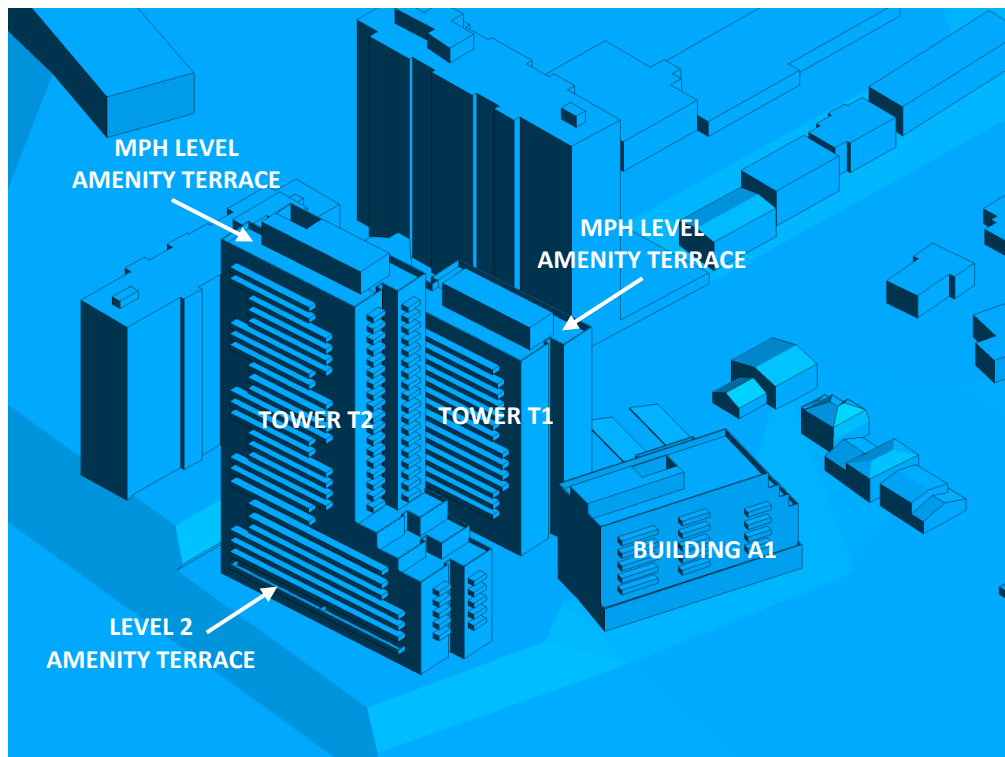 MPH LEVEL
AMENITY TERRACE
MPH LEVEL
AMENITY TERRACE
TOWER T2
TOWER T1
BUILDING A1
LEVEL 2
AMENITY TERRACE